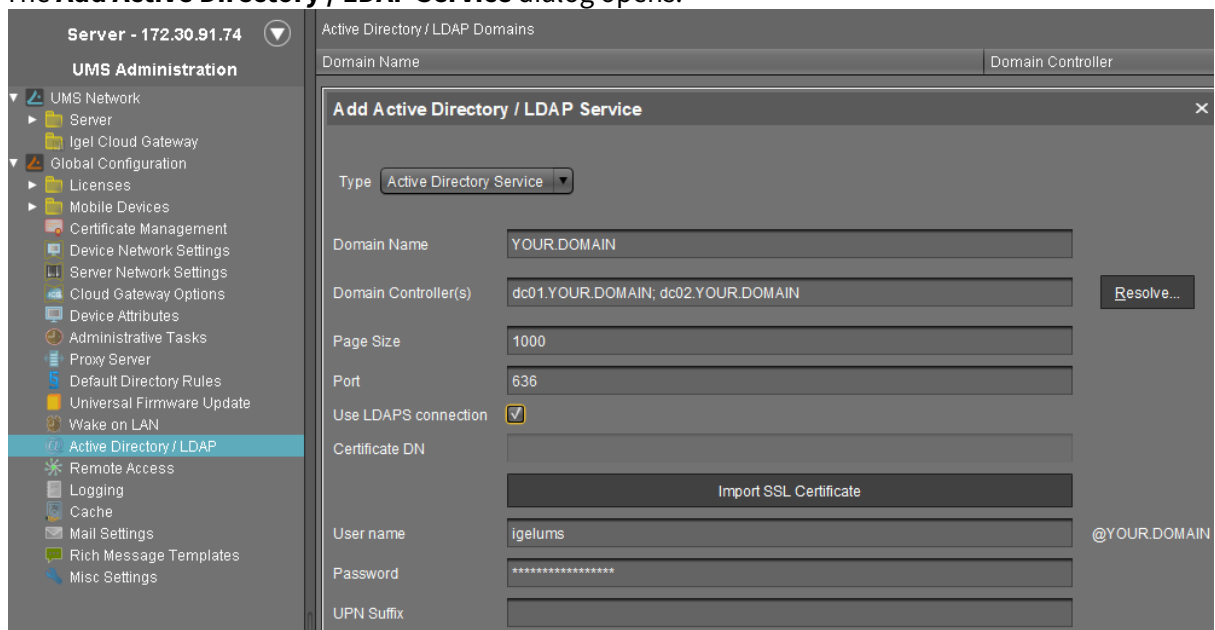 The Add Active Directory / LDAP Service dialog opens.
Server - 172.30.91.74
UMS Administration
UMS Network
Server
Igel Cloud Gateway
Global Configuration
Licenses
Mobile Devices
Certificate Management
Device Network Settings
Server Network Settings
Cloud Gateway Options
Device Attributes
Administrative Tasks
Proxy Server
Default Directory Rules
Universal Firmware Update
Wake on LAN
Active Directory / LDAP
Remote Access
Logging
Cache
Mail Settings
Rich Message Templates
Misc Settings
Active Directory / LDAP Domains
Domain Name Domain Controller
Add Active Directory / LDAP Service
Type Active Directory Service
Domain Name YOUR.DOMAIN
Domain Controller(s) dc01.YOUR.DOMAIN; dc02.YOUR.DOMAIN Resolve...
Page Size 1000
Port 636
Use LDAPS connection
Certificate DN
Import SSL Certificate
User name igelums @YOUR.DOMAIN
Password *****************
UPN Suffix